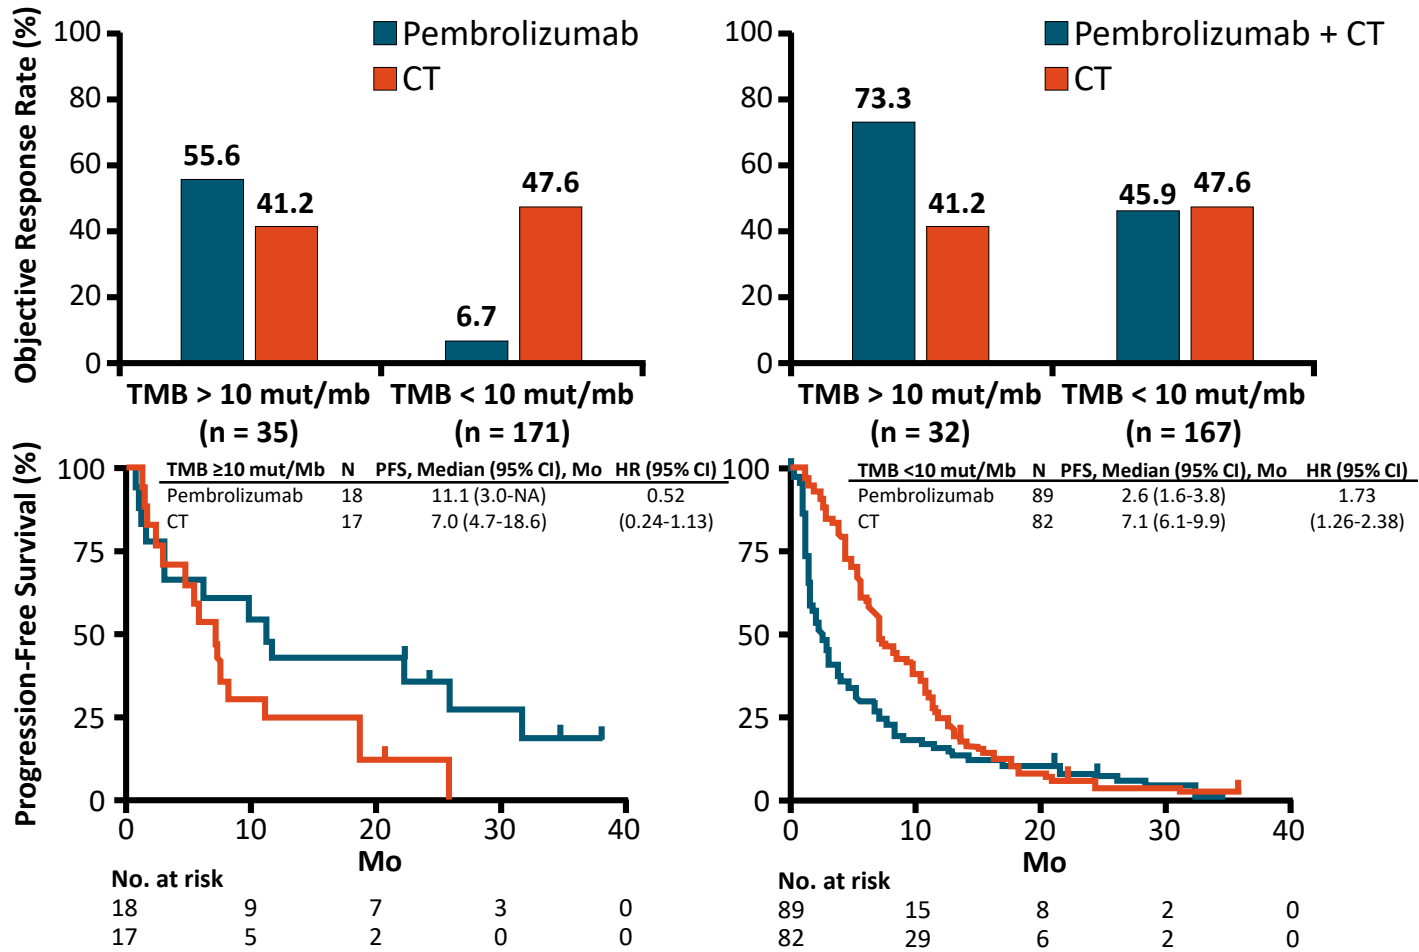 Objective Response Rate (%)
100
80
60
40
20
0
Pembrolizumab
CT
55.6
41.2
6.7
47.6
TMB > 10 mut/mb
(n = 35)
TMB < 10 mut/mb
(n = 171)
100
80
60
40
20
0
Pembrolizumab + CT
CT
73.3
41.2
45.9
47.6
TMB > 10 mut/mb
(n = 32)
TMB < 10 mut/mb
(n = 167)
Progression-Free Survival (%)
100
75
50
25
0
TMB ≥10 mut/Mb N PFS, Median (95% CI), Mo HR (95% CI)
Pembrolizumab 18 11.1 (3.0-NA) 0.52
CT 17 7.0 (4.7-18.6) (0.24-1.13)
0 10 20 30 40
Mo
No. at risk
18 9 7 3 0
17 5 2 0 0
100
75
50
25
0
TMB <10 mut/Mb N PFS, Median (95% CI), Mo HR (95% CI)
Pembrolizumab 89 2.6 (1.6-3.8) 1.73
CT 82 7.1 (6.1-9.9) (1.26-2.38)
0 10 20 30 40
Mo
No. at risk
89 15 8 2 0
82 29 6 2 0